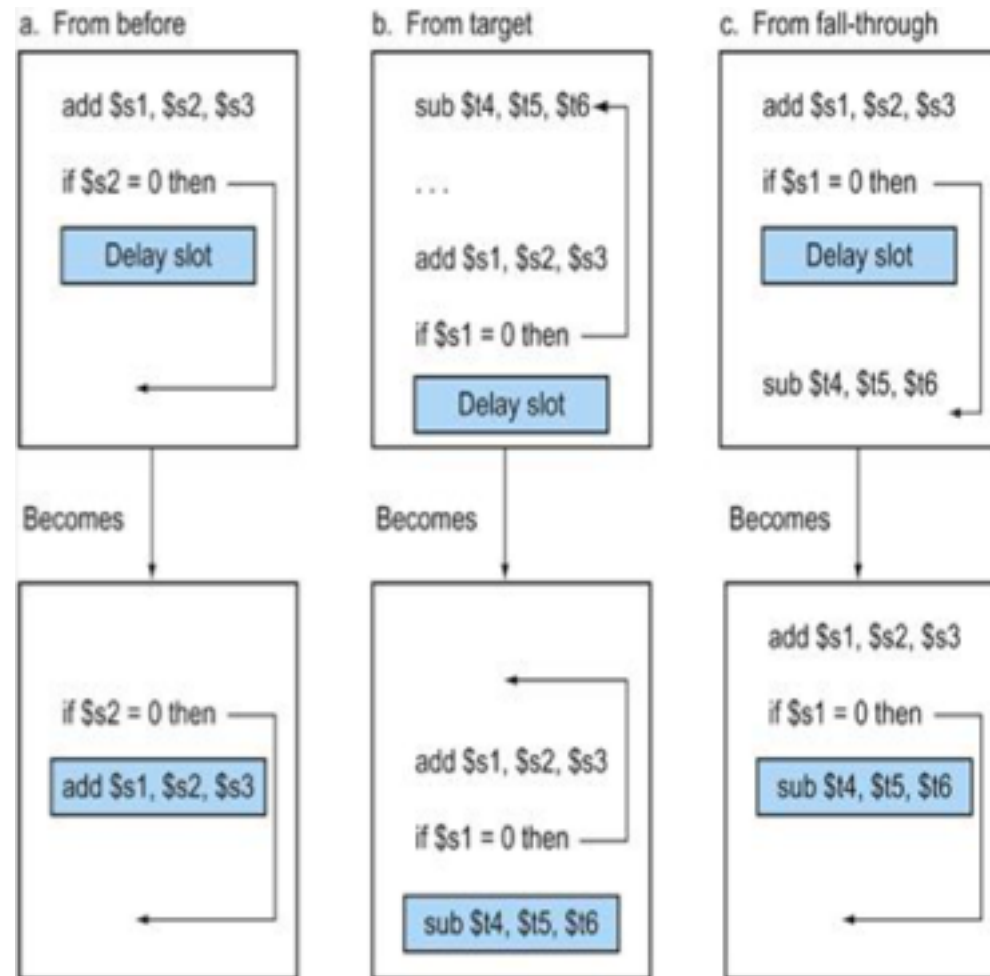 a. From before
add $s1, $s2, $s3
if $s2 = 0 then
Delay slot
Becomes
if $s2 = 0 then
add $s1, $s2, $s3
b. From target
sub $t4, $t5, $t6
. . .
add $s1, $s2, $s3
if $s1 = 0 then
Delay slot
Becomes
add $s1, $s2, $s3
if $s1 = 0 then
sub $t4, $t5, $t6
c. From fall-through
add $s1, $s2, $s3
if $s1 = 0 then
Delay slot
sub $t4, $t5, $t6
Becomes
add $s1, $s2, $s3
if $s1 = 0 then
sub $t4, $t5, $t6